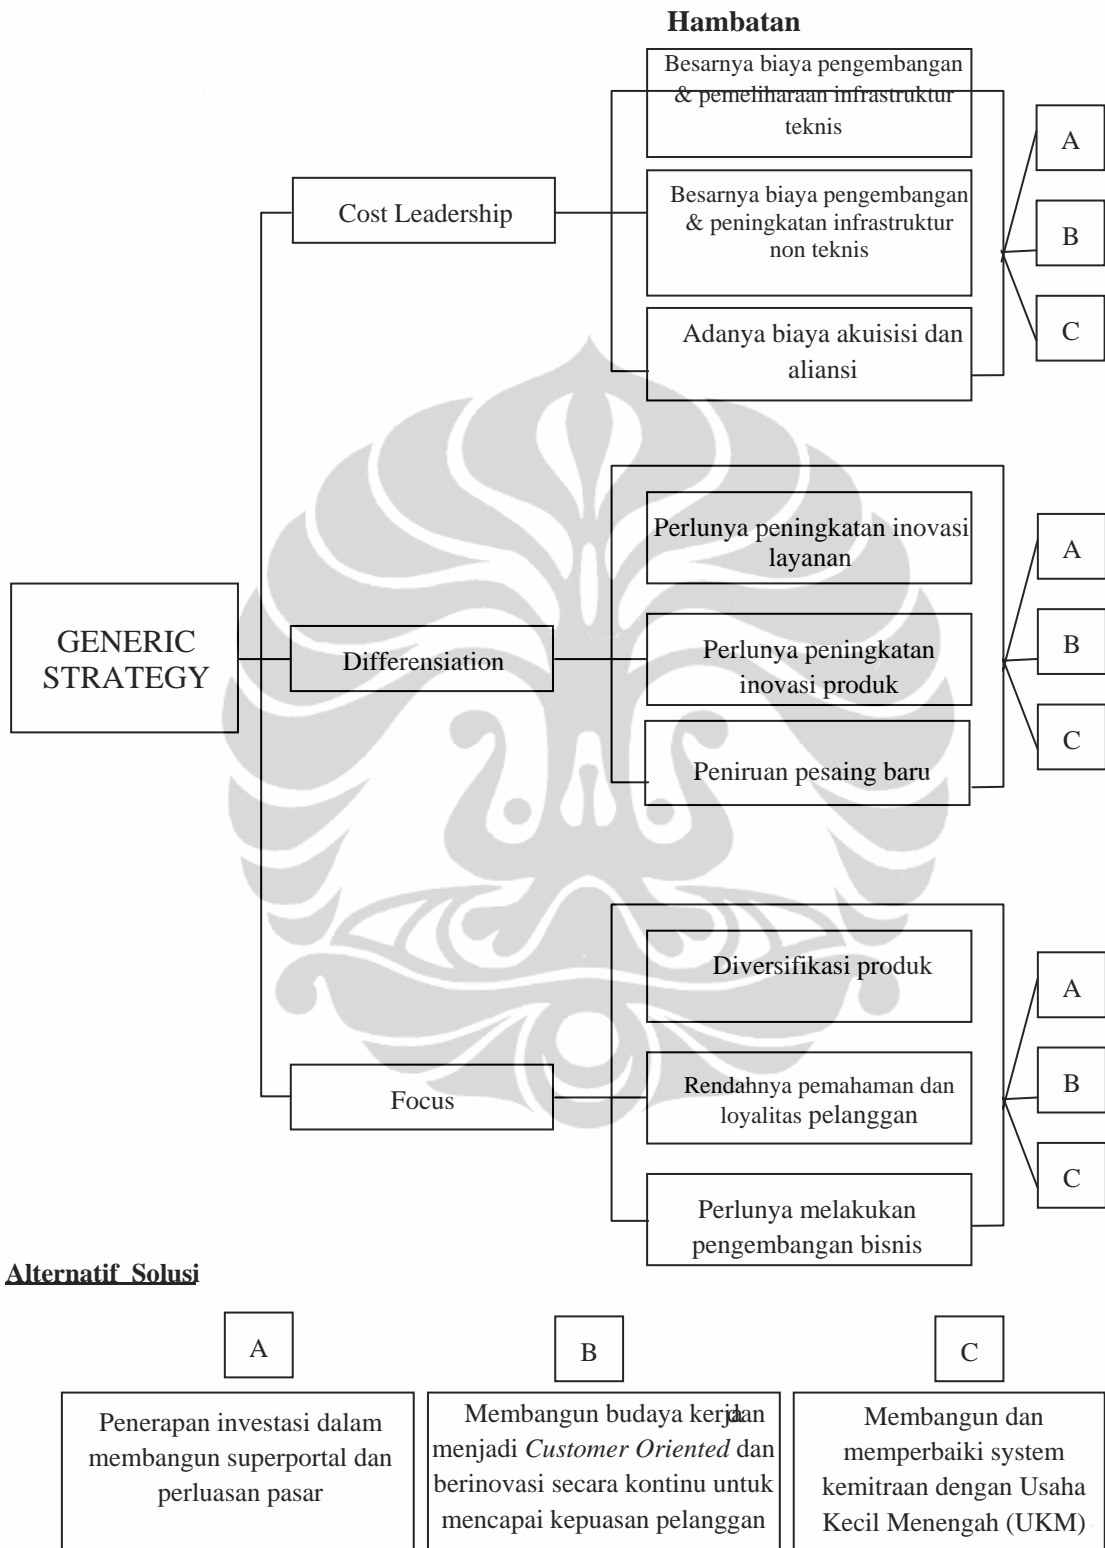 Hambatan
Besarnya biaya pengembangan
& pemeliharaan infrastruktur
teknis
A
Cost Leadership
Besarnya biaya pengembangan
& peningkatan infrastruktur
non teknis
B
Adanya biaya akuisisi dan
aliansi
C
Perlunya peningkatan inovasi
layanan
A
GENERIC
STRATEGY
Differensiation
Perlunya peningkatan
inovasi produk
B
Peniruan pesaing baru
C
Diversifikasi produk
A
Focus
Rendahnya pemahaman dan
loyalitas pelanggan
B
Perlunya melakukan
pengembangan bisnis
C
Alternatif Solusi
A
Penerapan investasi dalam
membangun superportal dan
perluasan pasar
B
Membangun budaya kerja dan
menjadi Customer Oriented dan
berinovasi secara kontinu untuk
mencapai kepuasan pelanggan
C
Membangun dan
memperbaiki system
kemitraan dengan Usaha
Kecil Menengah (UKM)